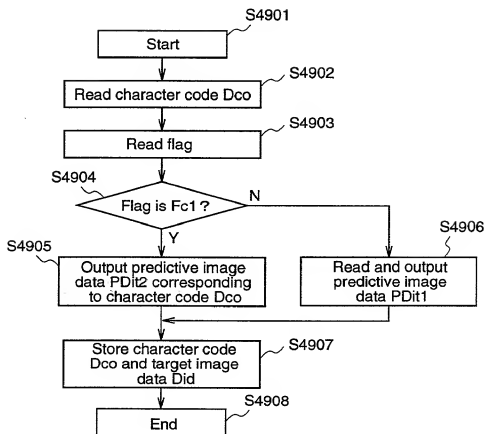 S4901
Start
S4902
Read character code Dco
S4903
Read flag
S4904
Flag is Fc1?
N
Y
S4905
Output predictive image
data PDit2 corresponding
to character code Dco
S4906
Read and output
predictive image
data PDit1
S4907
Store character code
Dco and target image
data Did
S4908
End